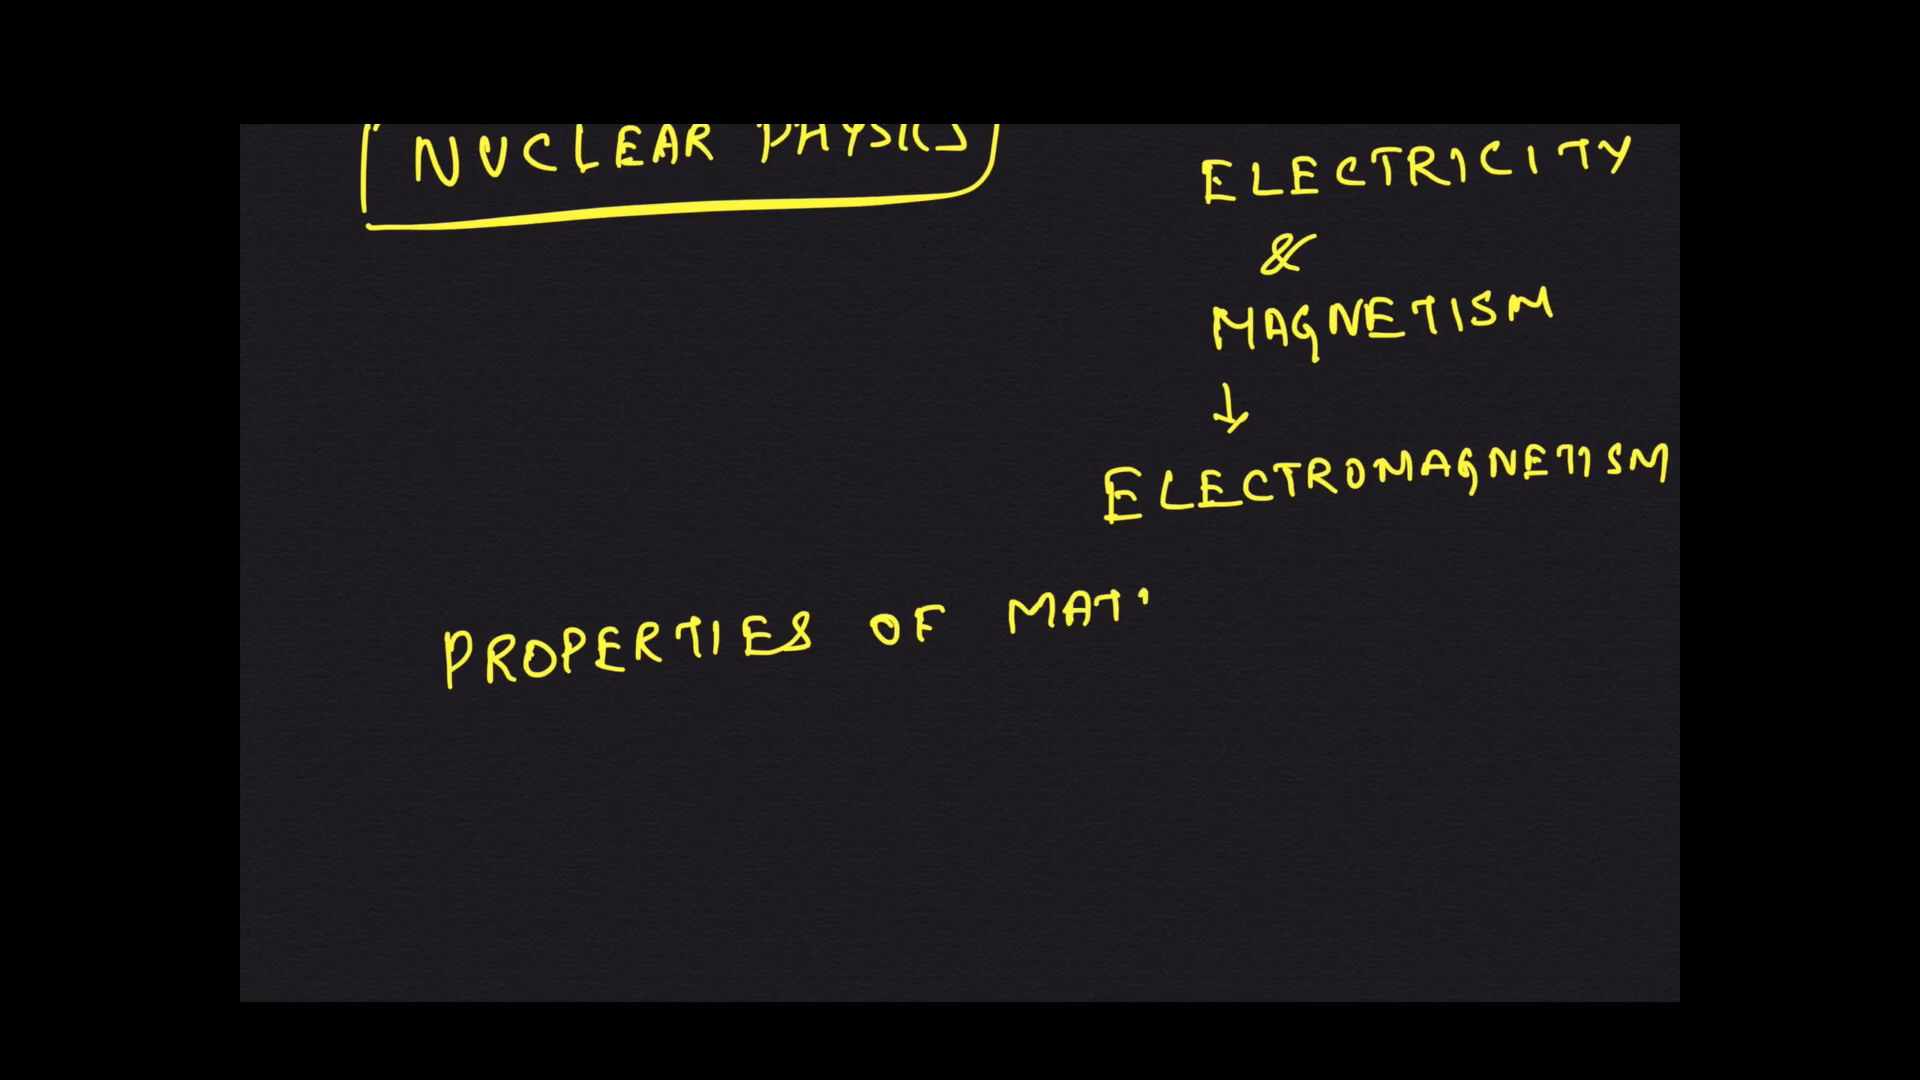 NUCLEAR PHYSICS
ELECTRICITY
&
MAGNETISM
↓
ELECTROMAGNETISM
PROPERTIES OF MAT